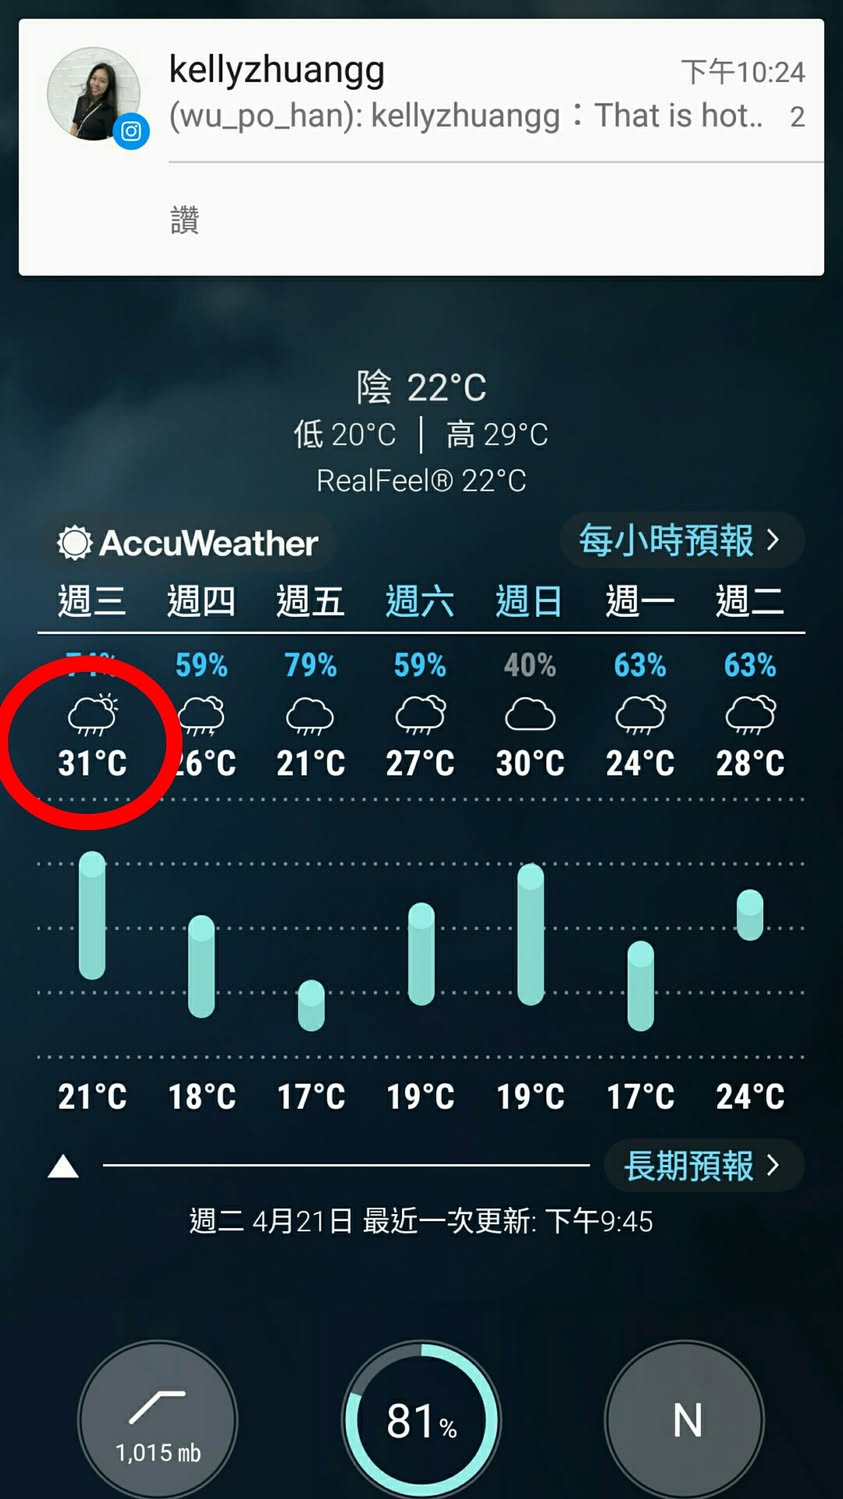 kellyzhuangg 下午10:24
(wu_po_han): kellyzhuangg：That is hot.. 2
讚
陰 22°C
低 20°C | 高 29°C
RealFeel® 22°C
AccuWeather 每小時預報 >
週三 週四 週五 週六 週日 週一 週二
74% 59% 79% 59% 40% 63% 63%
31°C 26°C 21°C 27°C 30°C 24°C 28°C
21°C 18°C 17°C 19°C 19°C 17°C 24°C
長期預報 >
週二 4月21日 最近一次更新: 下午9:45
1,015 mb 81% N